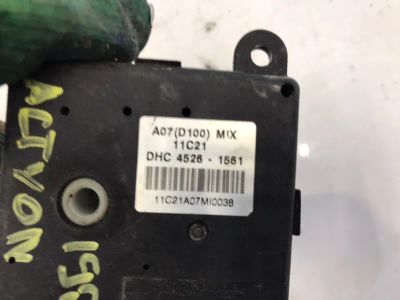 A07(D100) MIX
11C21
DHC 4526 - 1561
11C21A07MI0038
ACTYON
1561